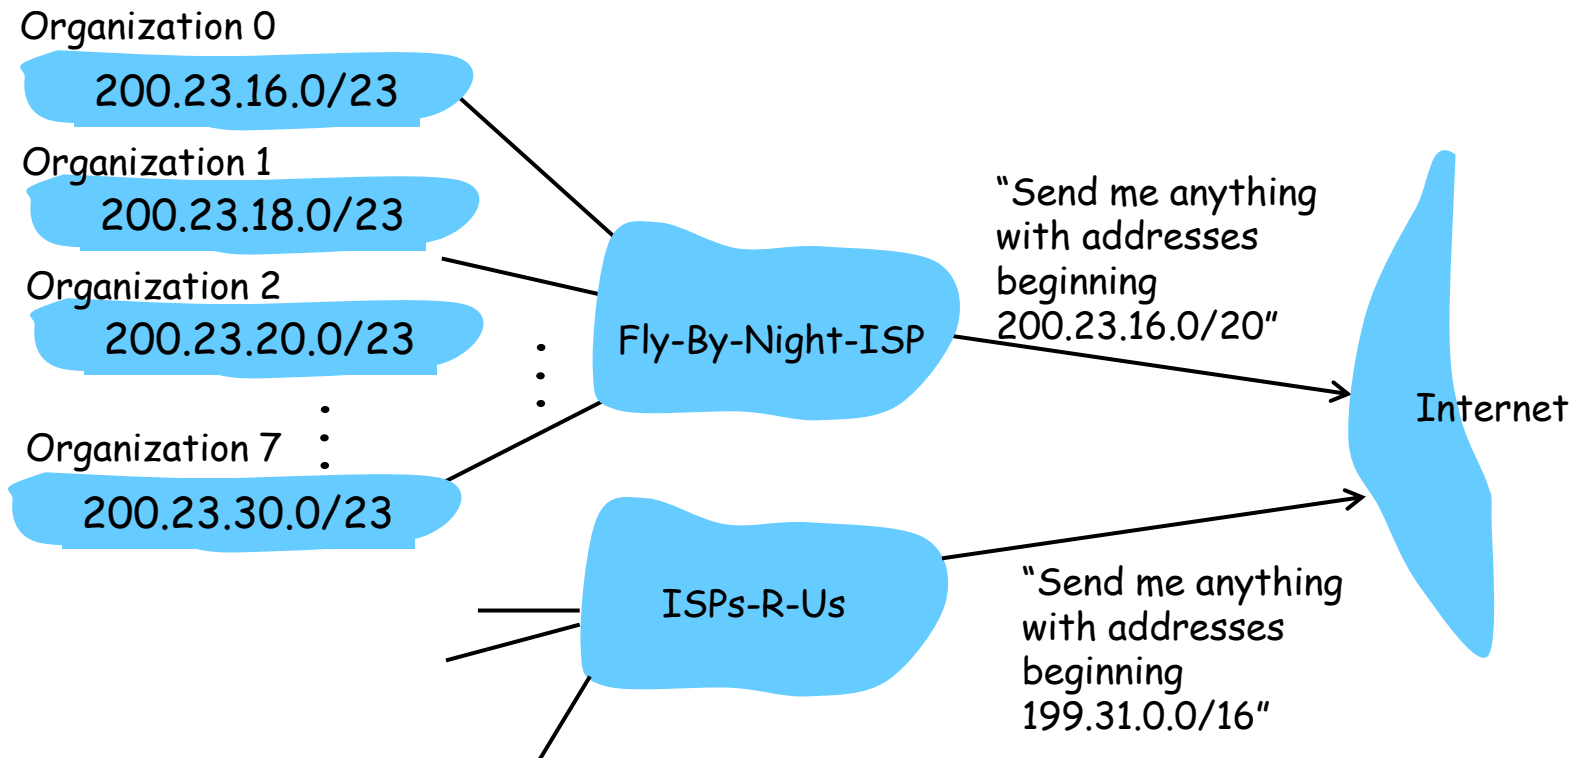 Organization 0
200.23.16.0/23
Organization 1
200.23.18.0/23
Organization 2
200.23.20.0/23
Organization 7
200.23.30.0/23
Fly-By-Night-ISP
“Send me anything
with addresses
beginning
200.23.16.0/20”
Internet
ISPs-R-Us
“Send me anything
with addresses
beginning
199.31.0.0/16”